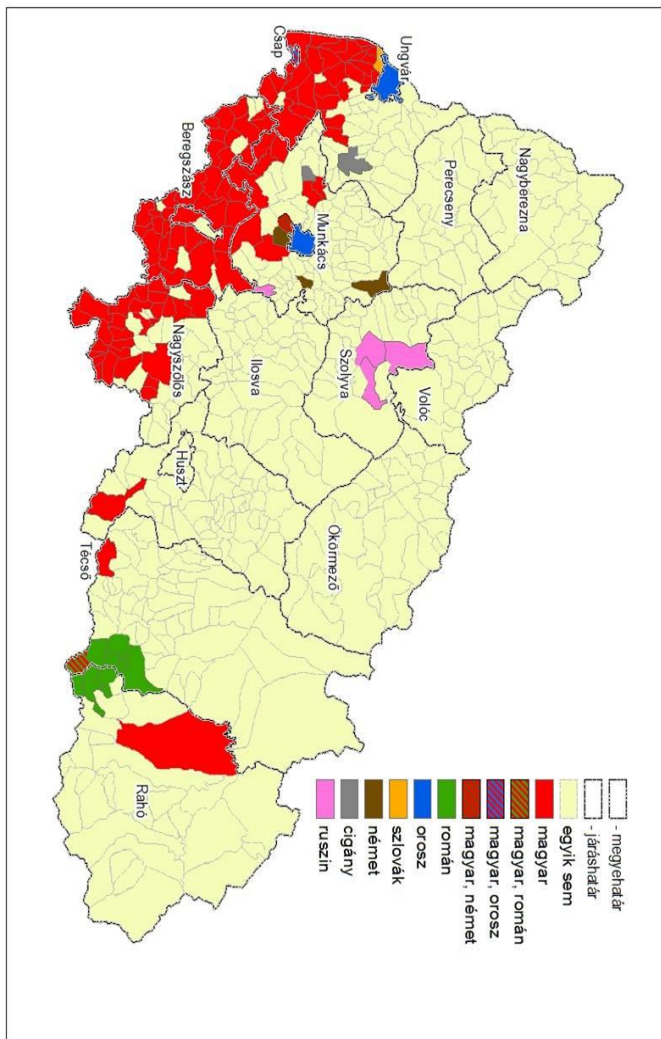 Ungvár
Csap
Beregszász
Munkács
Perecseny
Nagyberezna
Nagyszőlős
Ilosva
Szolyva
Volóc
Huszt
Ökörmező
Técső
Rahó
- megyehatár
- járáshatár
egyik sem
magyar
magyar, román
magyar, orosz
magyar, német
román
orosz
szlovák
német
cigány
ruszin